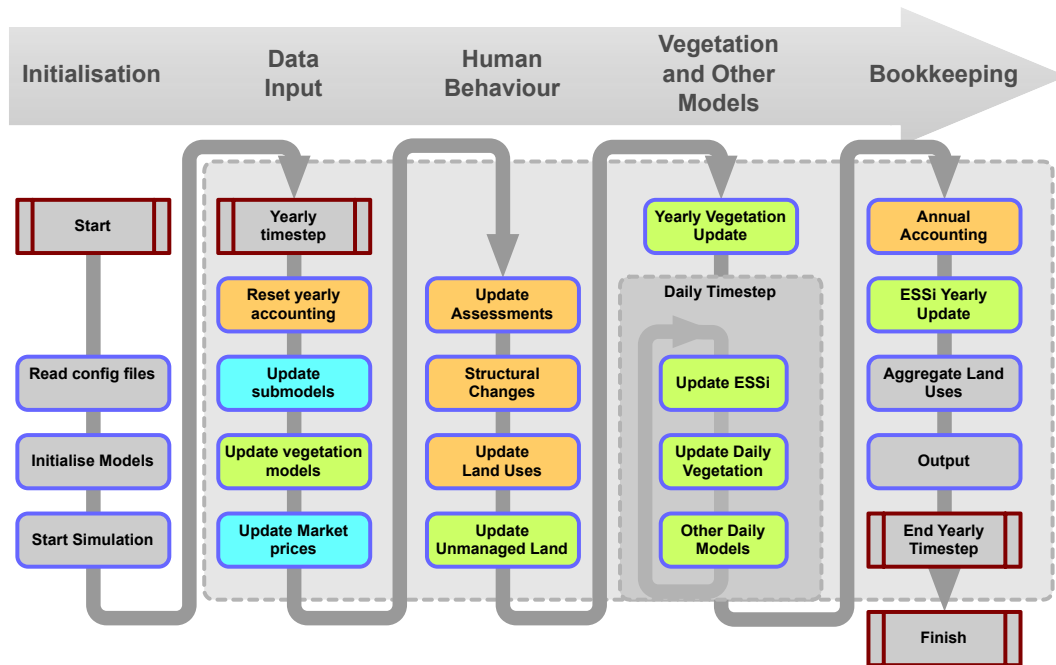 Initialisation
Data
Input
Human
Behaviour
Vegetation
and Other
Models
Bookkeeping
Start
Read config files
Initialise Models
Start Simulation
Yearly
timestep
Reset yearly
accounting
Update
submodels
Update vegetation
models
Update Market
prices
Update
Assessments
Structural
Changes
Update
Land Uses
Update
Unmanaged Land
Yearly Vegetation
Update
Daily Timestep
Update ESSi
Update Daily
Vegetation
Other Daily
Models
Annual
Accounting
ESSi Yearly
Update
Aggregate Land
Uses
Output
End Yearly
Timestep
Finish